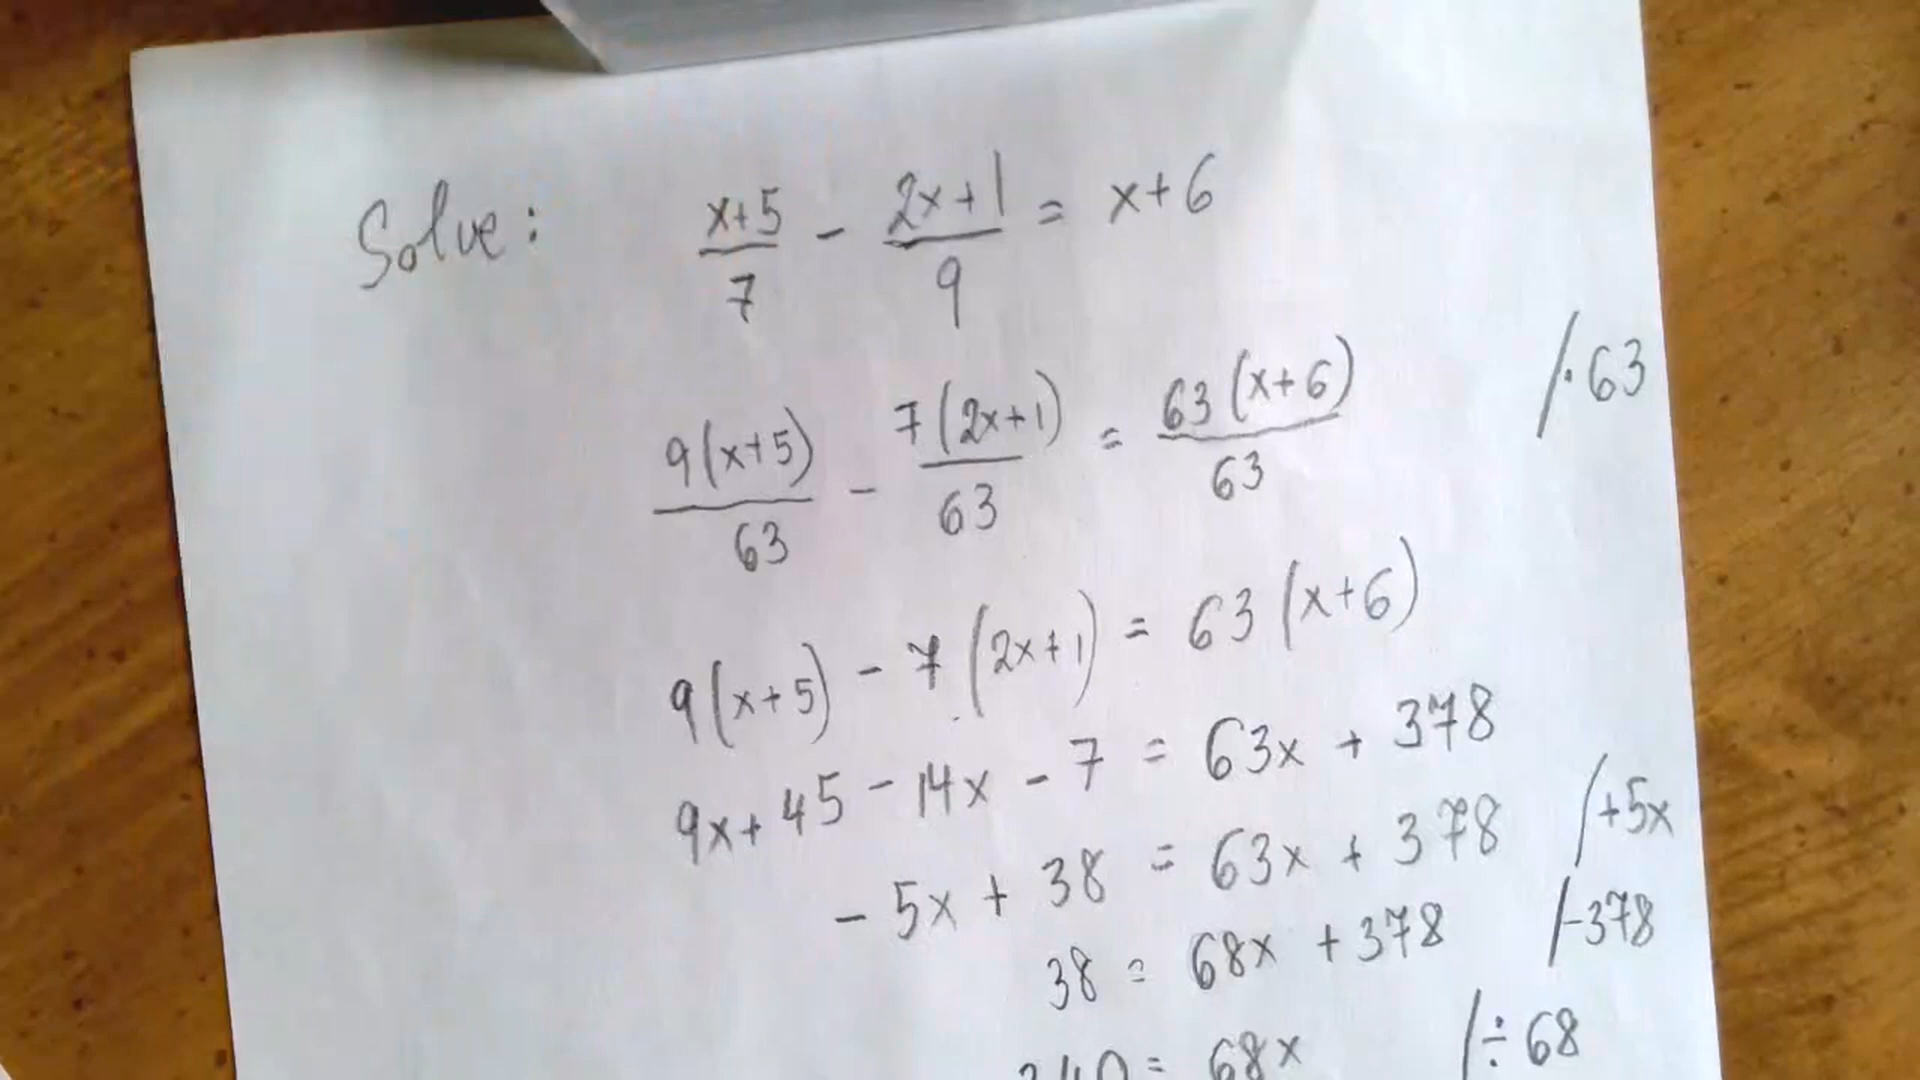 Solve: x+5/7 - 2x+1/9 = x+6
9(x+5)/63 - 7(2x+1)/63 = 63(x+6)/63 /·63
9(x+5) - 7(2x+1) = 63(x+6)
9x+45 - 14x - 7 = 63x + 378
- 5x + 38 = 63x + 378 /+5x
38 = 68x + 378 /-378
= 68x /÷68